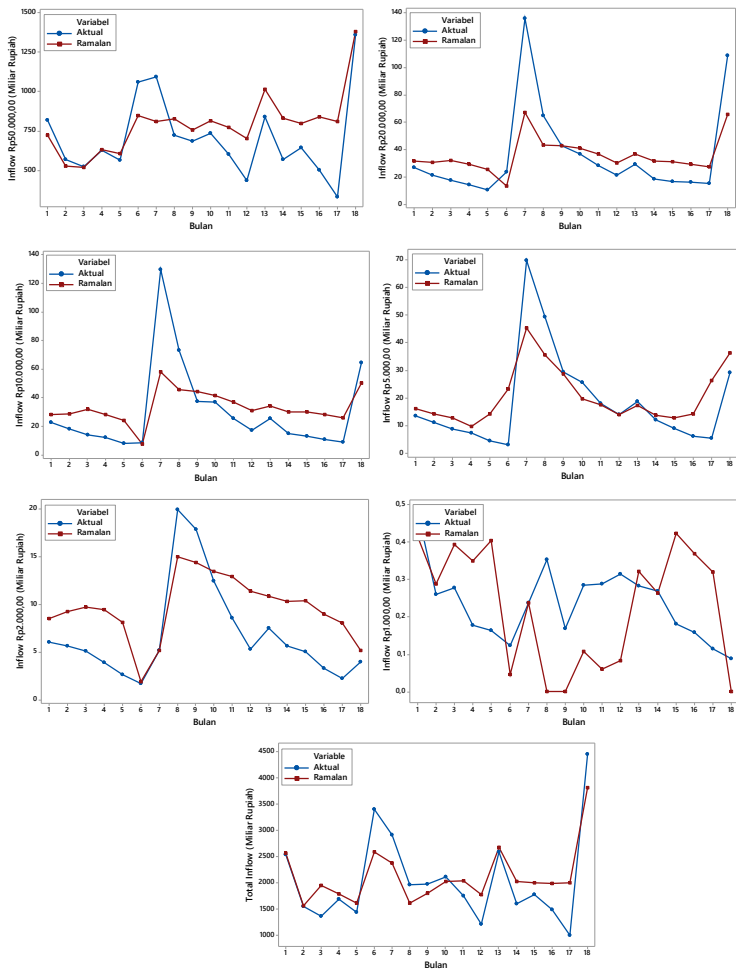 Inflow Rp50.000,00 (Miliar Rupiah)
1500
1250
1000
750
500
Variabel
Aktual
Ramalan
1 2 3 4 5 6 7 8 9 10 11 12 13 14 15 16 17 18
Bulan
Inflow Rp20.000,00 (Miliar Rupiah)
140
120
100
80
60
40
20
0
Variabel
Aktual
Ramalan
1 2 3 4 5 6 7 8 9 10 11 12 13 14 15 16 17 18
Bulan
Inflow Rp10.000,00 (Miliar Rupiah)
140
120
100
80
60
40
20
0
Variabel
Aktual
Ramalan
1 2 3 4 5 6 7 8 9 10 11 12 13 14 15 16 17 18
Bulan
Inflow Rp5.000,00 (Miliar Rupiah)
70
60
50
40
30
20
10
0
Variabel
Aktual
Ramalan
1 2 3 4 5 6 7 8 9 10 11 12 13 14 15 16 17 18
Bulan
Inflow Rp2.000,00 (Miliar Rupiah)
20
15
10
5
0
Variabel
Aktual
Ramalan
1 2 3 4 5 6 7 8 9 10 11 12 13 14 15 16 17 18
Bulan
Inflow Rp1.000,00 (Miliar Rupiah)
0,5
0,4
0,3
0,2
0,1
0,0
Variabel
Aktual
Ramalan
1 2 3 4 5 6 7 8 9 10 11 12 13 14 15 16 17 18
Bulan
Total Inflow (Miliar Rupiah)
4500
4000
3500
3000
2500
2000
1500
1000
Variable
Aktual
Ramalan
1 2 3 4 5 6 7 8 9 10 11 12 13 14 15 16 17 18
Bulan